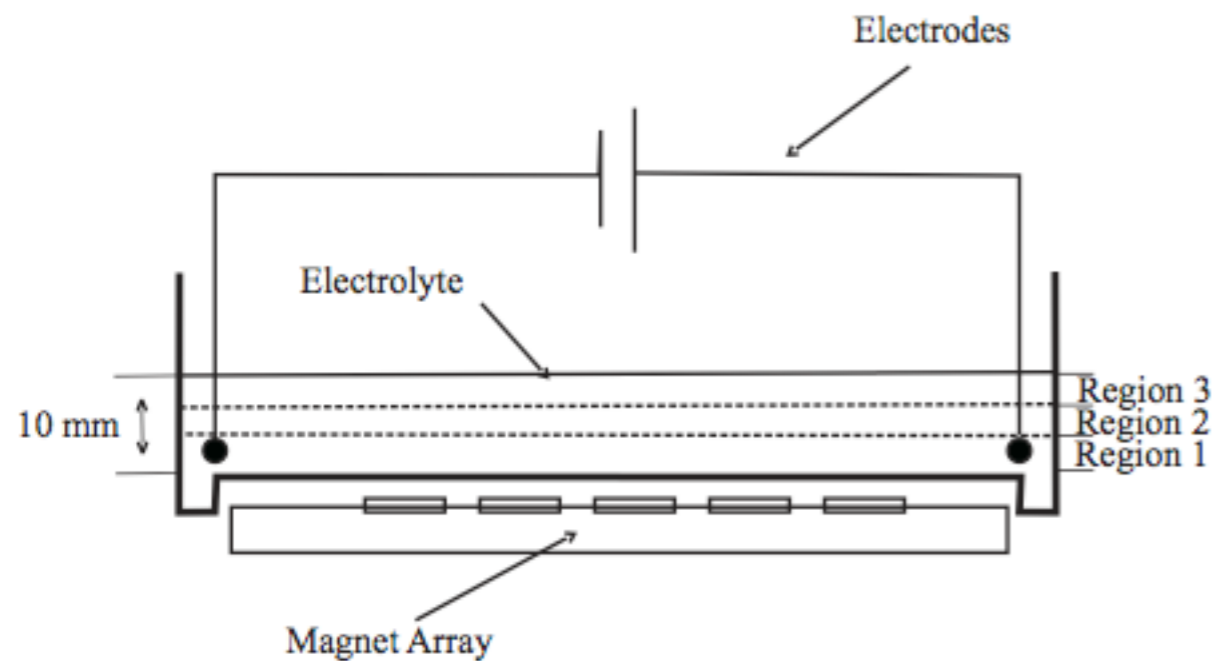 Electrodes
Electrolyte
10 mm
Region 3
Region 2
Region 1
Magnet Array